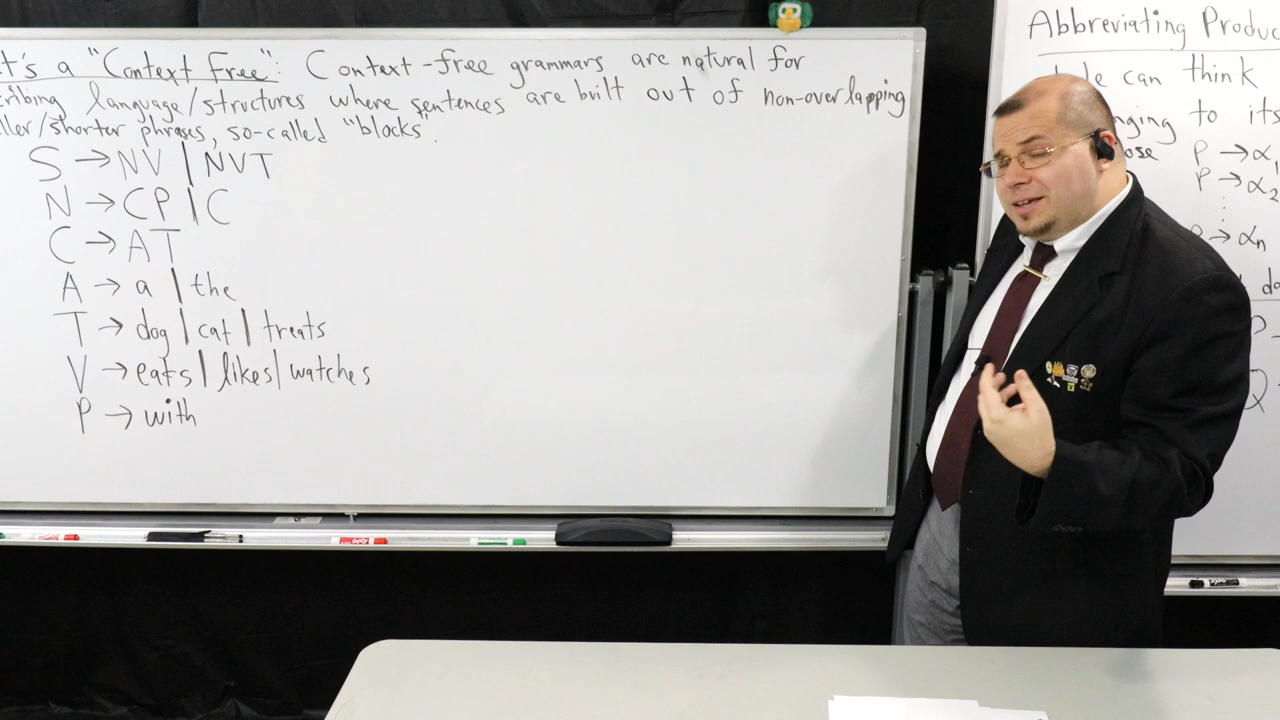 t's a "Context Free": Context-free grammars are natural for
cribing language/structures where sentences are built out of non-overlapping
ller/shorter phrases, so-called "blocks".
S → NV | NVT
N → CP | C
C → AT
A → a | the
T → dog | cat | treats
V → eats | likes | watches
P → with
Abbreviating Produc
de can think
nging to its
ose P → α1
P → α2
⋮
P → αn
Q